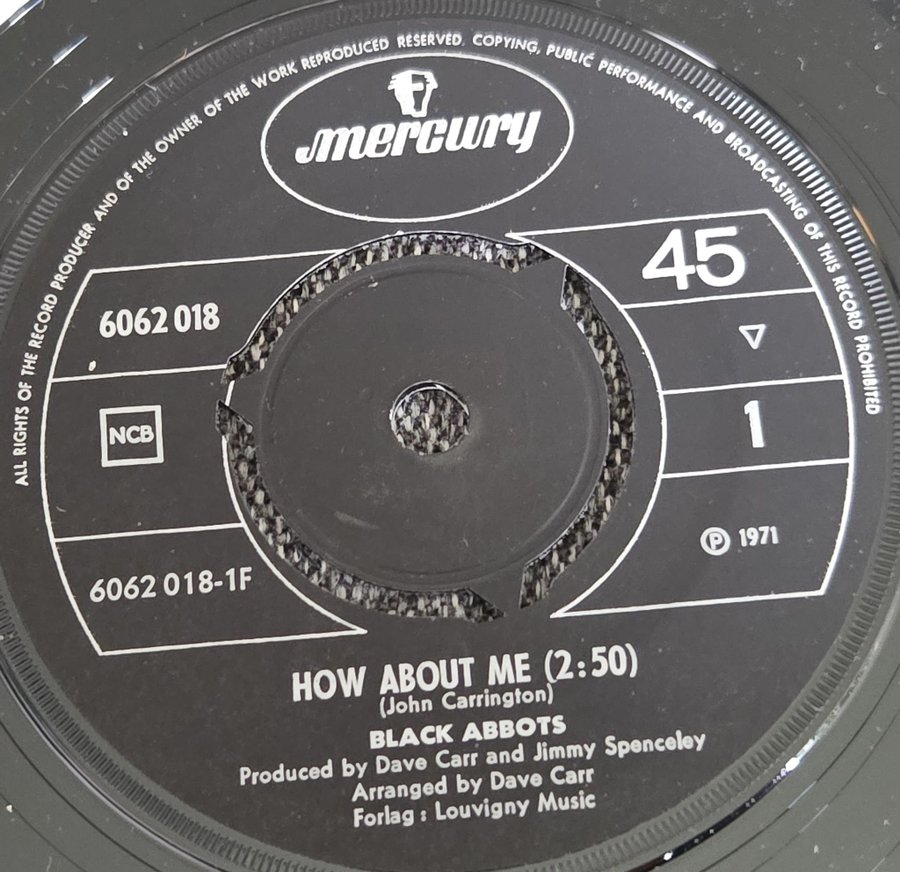 ALL RIGHTS OF THE RECORD PRODUCER AND OF THE OWNER OF THE WORK REPRODUCED RESERVED. COPYING, PUBLIC PERFORMANCE AND BROADCASTING OF THIS RECORD PROHIBITED
mercury
45
6062 018
▽
1
NCB
Ⓟ 1971
6062 018-1F
HOW ABOUT ME (2:50)
(John Carrington)
BLACK ABBOTS
Produced by Dave Carr and Jimmy Spenceley
Arranged by Dave Carr
Forlag: Louvigny Music